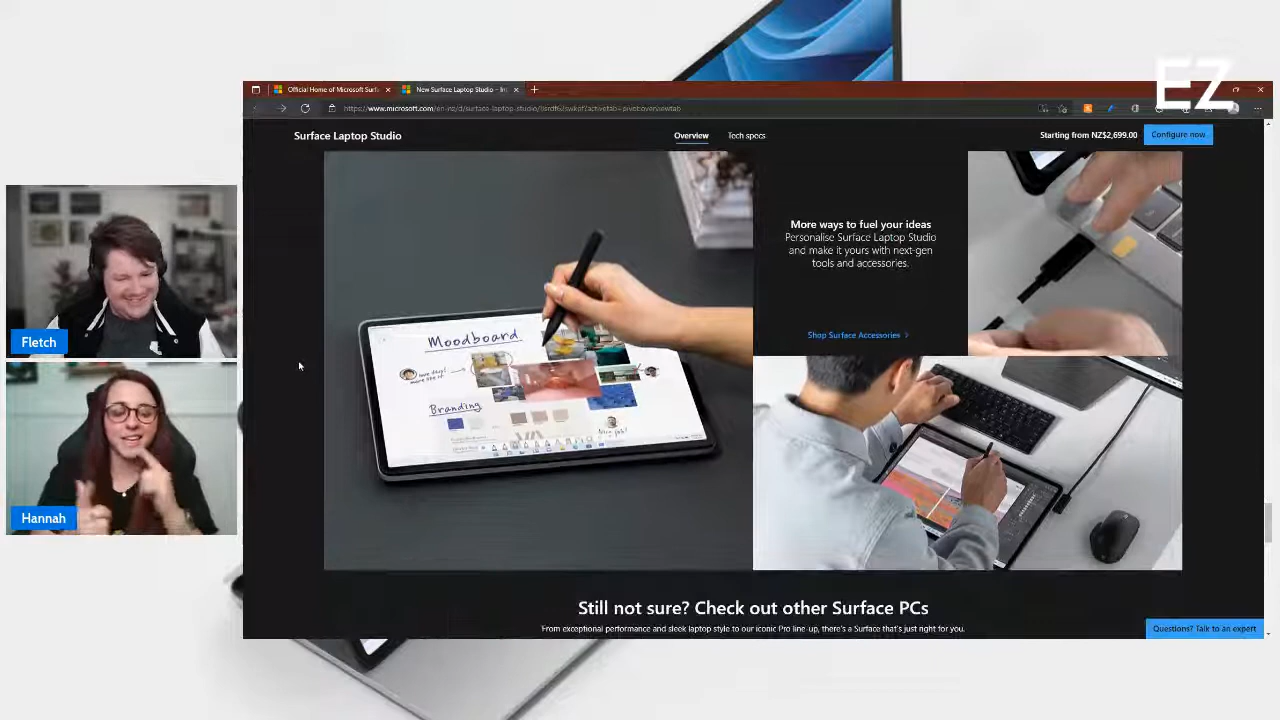 EZ
Official Home of Microsoft Surf
New Surface Laptop Studio –
Surface Laptop Studio
Overview
Tech specs
Starting from NZ$2,699.00
Configure now
More ways to fuel your ideas
Personalise Surface Laptop Studio
and make it yours with next-gen
tools and accessories.
Shop Surface Accessories
Moodboard
Branding
Fletch
Hannah
Still not sure? Check out other Surface PCs
From exceptional performance and sleek laptop style to our iconic Pro line-up, there's a Surface that's just right for you.
Questions? Talk to an expert